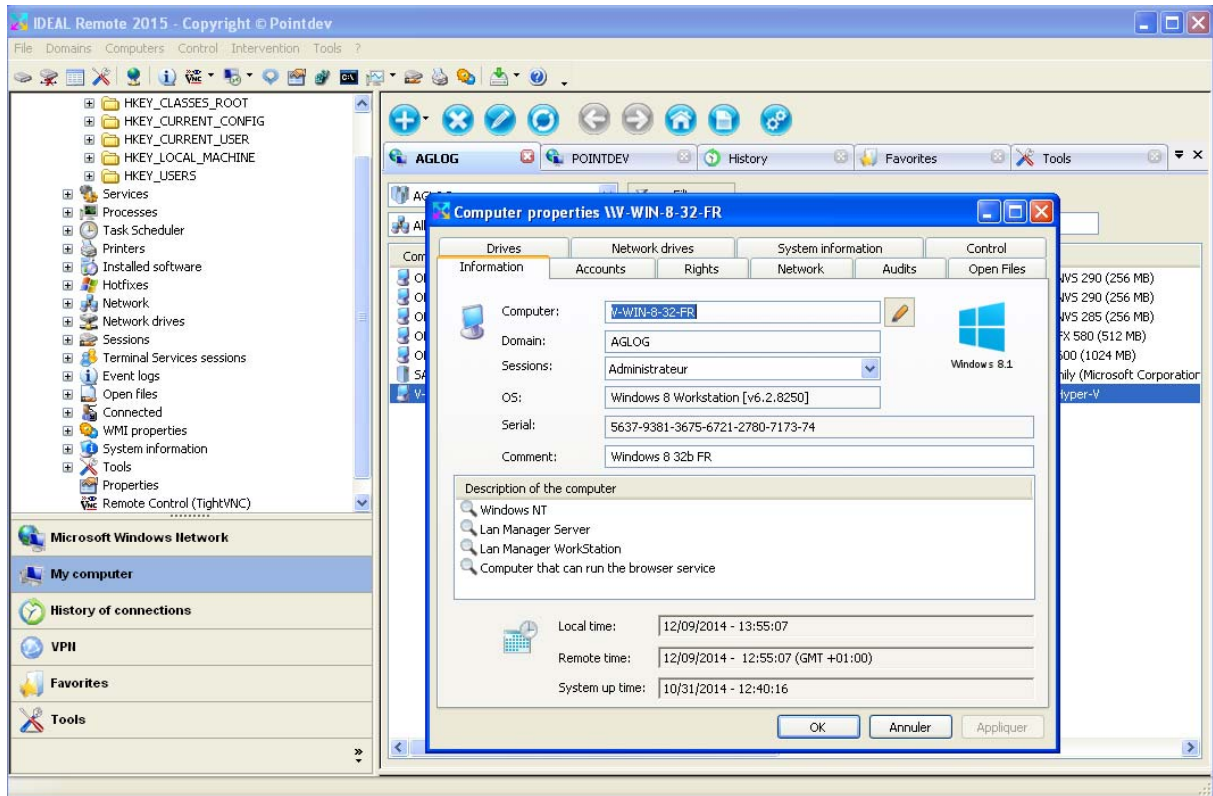 IDEAL Remote 2015 - Copyright © Pointdev
File Domains Computers Control Intervention Tools ?
HKEY_CLASSES_ROOT
HKEY_CURRENT_CONFIG
HKEY_CURRENT_USER
HKEY_LOCAL_MACHINE
HKEY_USERS
Services
Processes
Task Scheduler
Printers
Installed software
Hotfixes
Network
Network drives
Sessions
Terminal Services sessions
Event logs
Open files
Connected
WMI properties
System information
Tools
Properties
Remote Control (TightVNC)
Microsoft Windows Network
My computer
History of connections
VPN
Favorites
Tools
AGLOG POINTDEV History Favorites Tools
NVS 290 (256 MB)
NVS 290 (256 MB)
NVS 285 (256 MB)
FX 580 (512 MB)
600 (1024 MB)
(Microsoft Corporation
Hyper-V
Computer properties \\V-WIN-8-32-FR
Drives Network drives System information Control
Information Accounts Rights Network Audits Open Files
Computer: V-WIN-8-32-FR
Domain: AGLOG
Windows 8.1
Sessions: Administrateur
OS: Windows 8 Workstation [v6.2.8250]
Serial: 5637-9381-3675-6721-2780-7173-74
Comment: Windows 8 32b FR
Description of the computer
Windows NT
Lan Manager Server
Lan Manager WorkStation
Computer that can run the browser service
Local time: 12/09/2014 - 13:55:07
Remote time: 12/09/2014 - 12:55:07 (GMT +01:00)
System up time: 10/31/2014 - 12:40:16
OK Annuler Appliquer